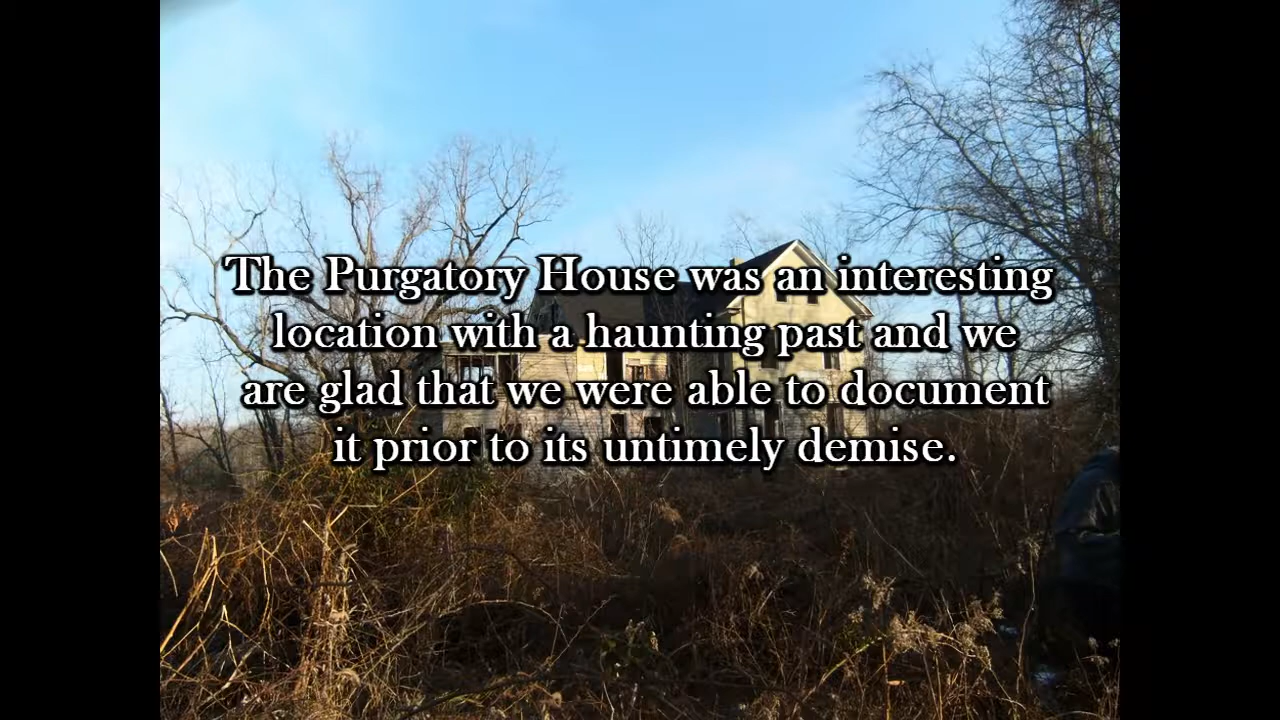 The Purgatory House was an interesting
location with a haunting past and we
are glad that we were able to document
it prior to its untimely demise.